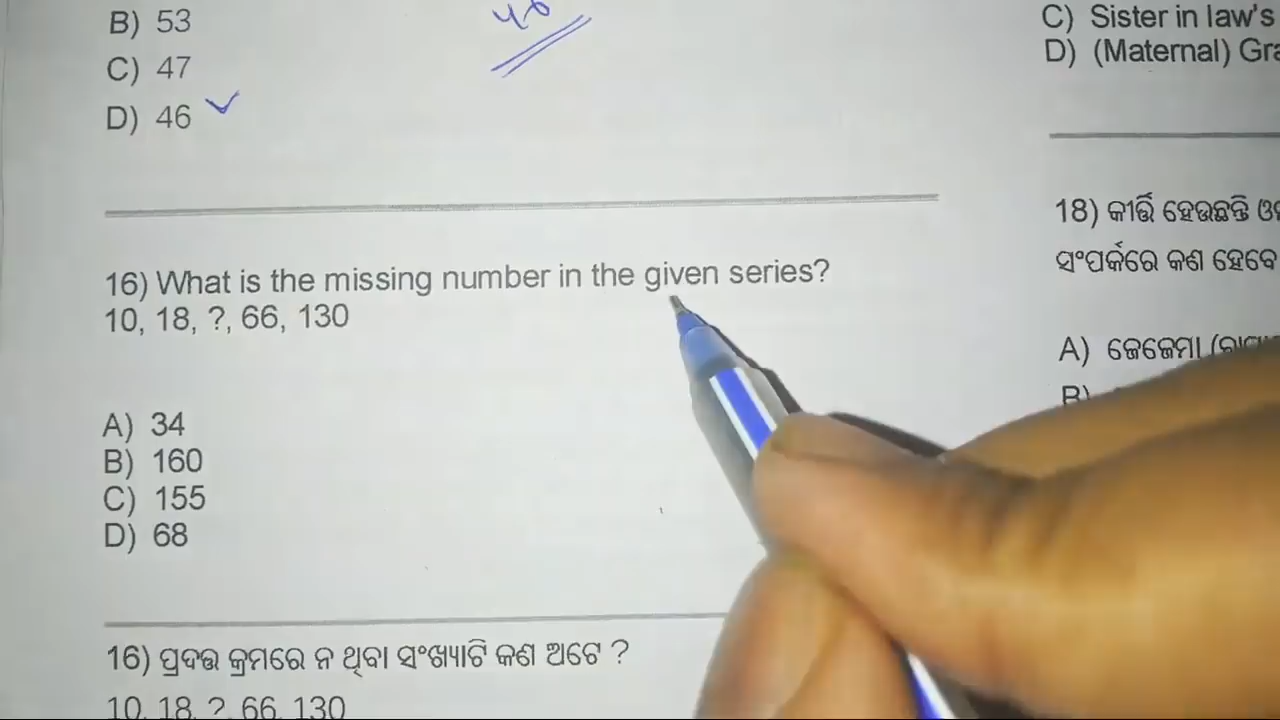 B) 53
C) 47
D) 46
16) What is the missing number in the given series?
10, 18, ?, 66, 130
A) 34
B) 160
C) 155
D) 68
16) ପ୍ରଦତ୍ତ କ୍ରମରେ ନ ଥିବା ସଂଖ୍ୟାଟି କଣ ଅଟେ ?
10, 18, ?, 66, 130
C) Sister in law's
D) (Maternal)
18) କୀର୍ତ୍ତି ହେଉଛନ୍ତି
ସଂପର୍କରେ କଣ ହେବେ
A) ଜେଜେମା
B)